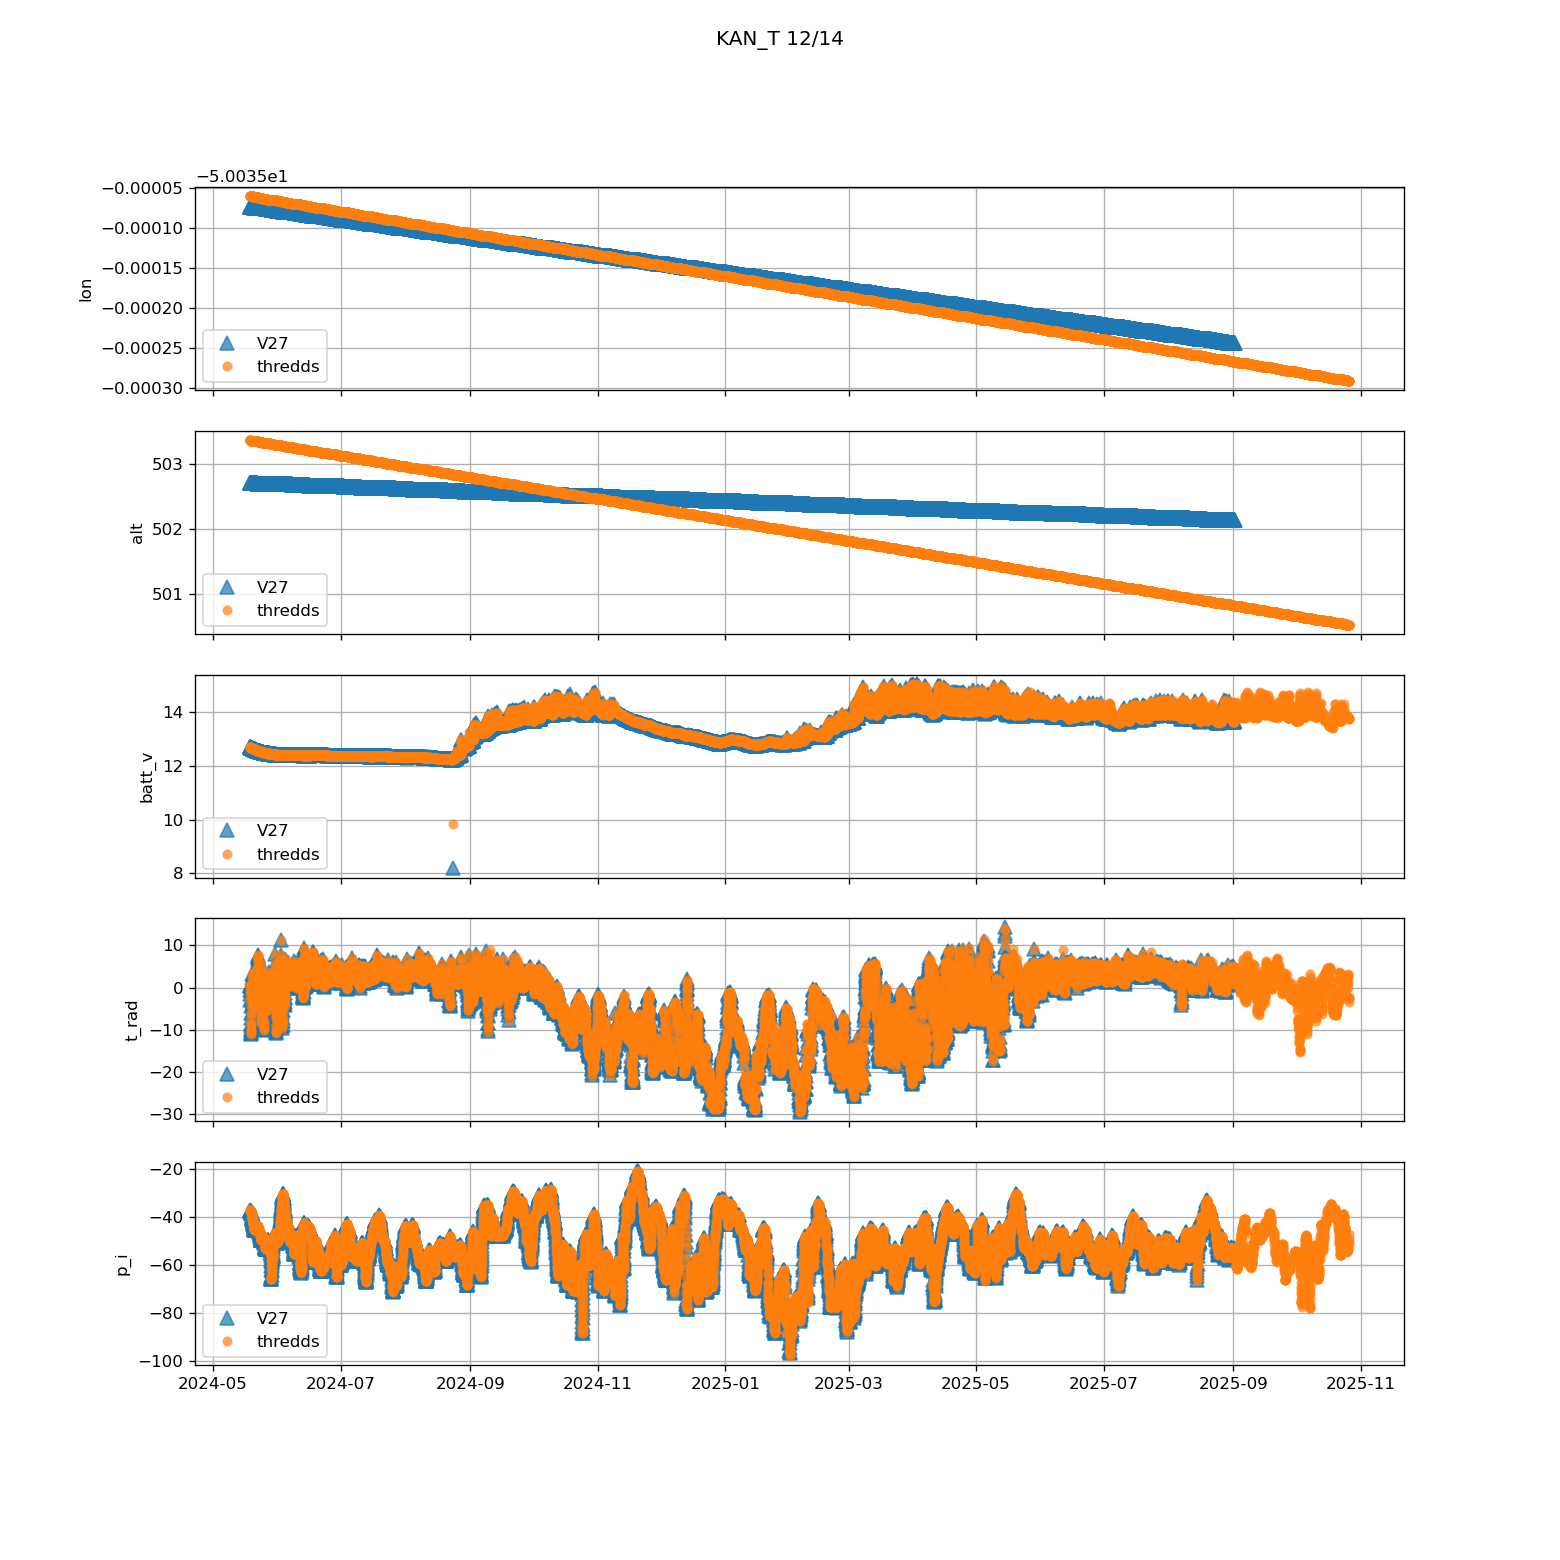 KAN_T 12/14
−5.0035e1
−0.00005
−0.00010
−0.00015
−0.00020
−0.00025
−0.00030
lon
V27
thredds
503
502
501
alt
V27
thredds
14
12
10
8
batt_v
V27
thredds
10
0
−10
−20
−30
t_rad
V27
thredds
−20
−40
−60
−80
−100
p_i
V27
thredds
2024-05 2024-07 2024-09 2024-11 2025-01 2025-03 2025-05 2025-07 2025-09 2025-11